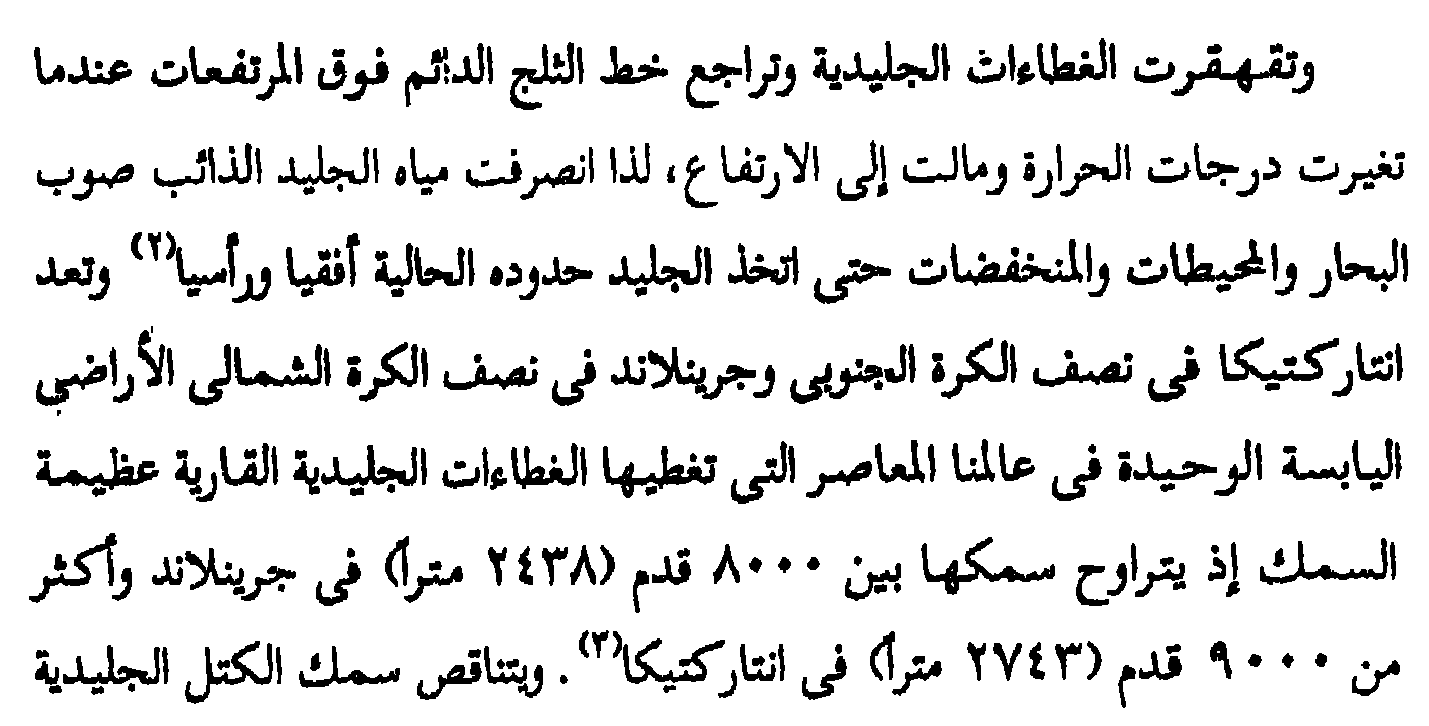 وتقهقرت الغطاءات الجليدية وتراجع خط الثلج الدائم فوق المرتفعات عندما
تغيرت درجات الحرارة ومالت إلى الارتفاع، لذا انصرفت مياه الجليد الذائب صوب
البحار والمحيطات والمنخفضات حتى اتخذ الجليد حدوده الحالية أفقيا ورأسيا(٢) وتعد
انتاركتيكا فى نصف الكرة الجنوبى وجرينلاند فى نصف الكرة الشمالى الأراضي
اليابسة الوحيدة فى عالمنا المعاصر التى تغطيها الغطاءات الجليدية القارية عظيمة
السمك إذ يتراوح سمكها بين ٨٠٠٠ قدم (٢٤٣٨ متراً) فى جرينلاند وأكثر
من ٩٠٠٠ قدم (٢٧٤٣ متراً) فى انتاركتيكا(٣). ويتناقص سمك الكتل الجليدية